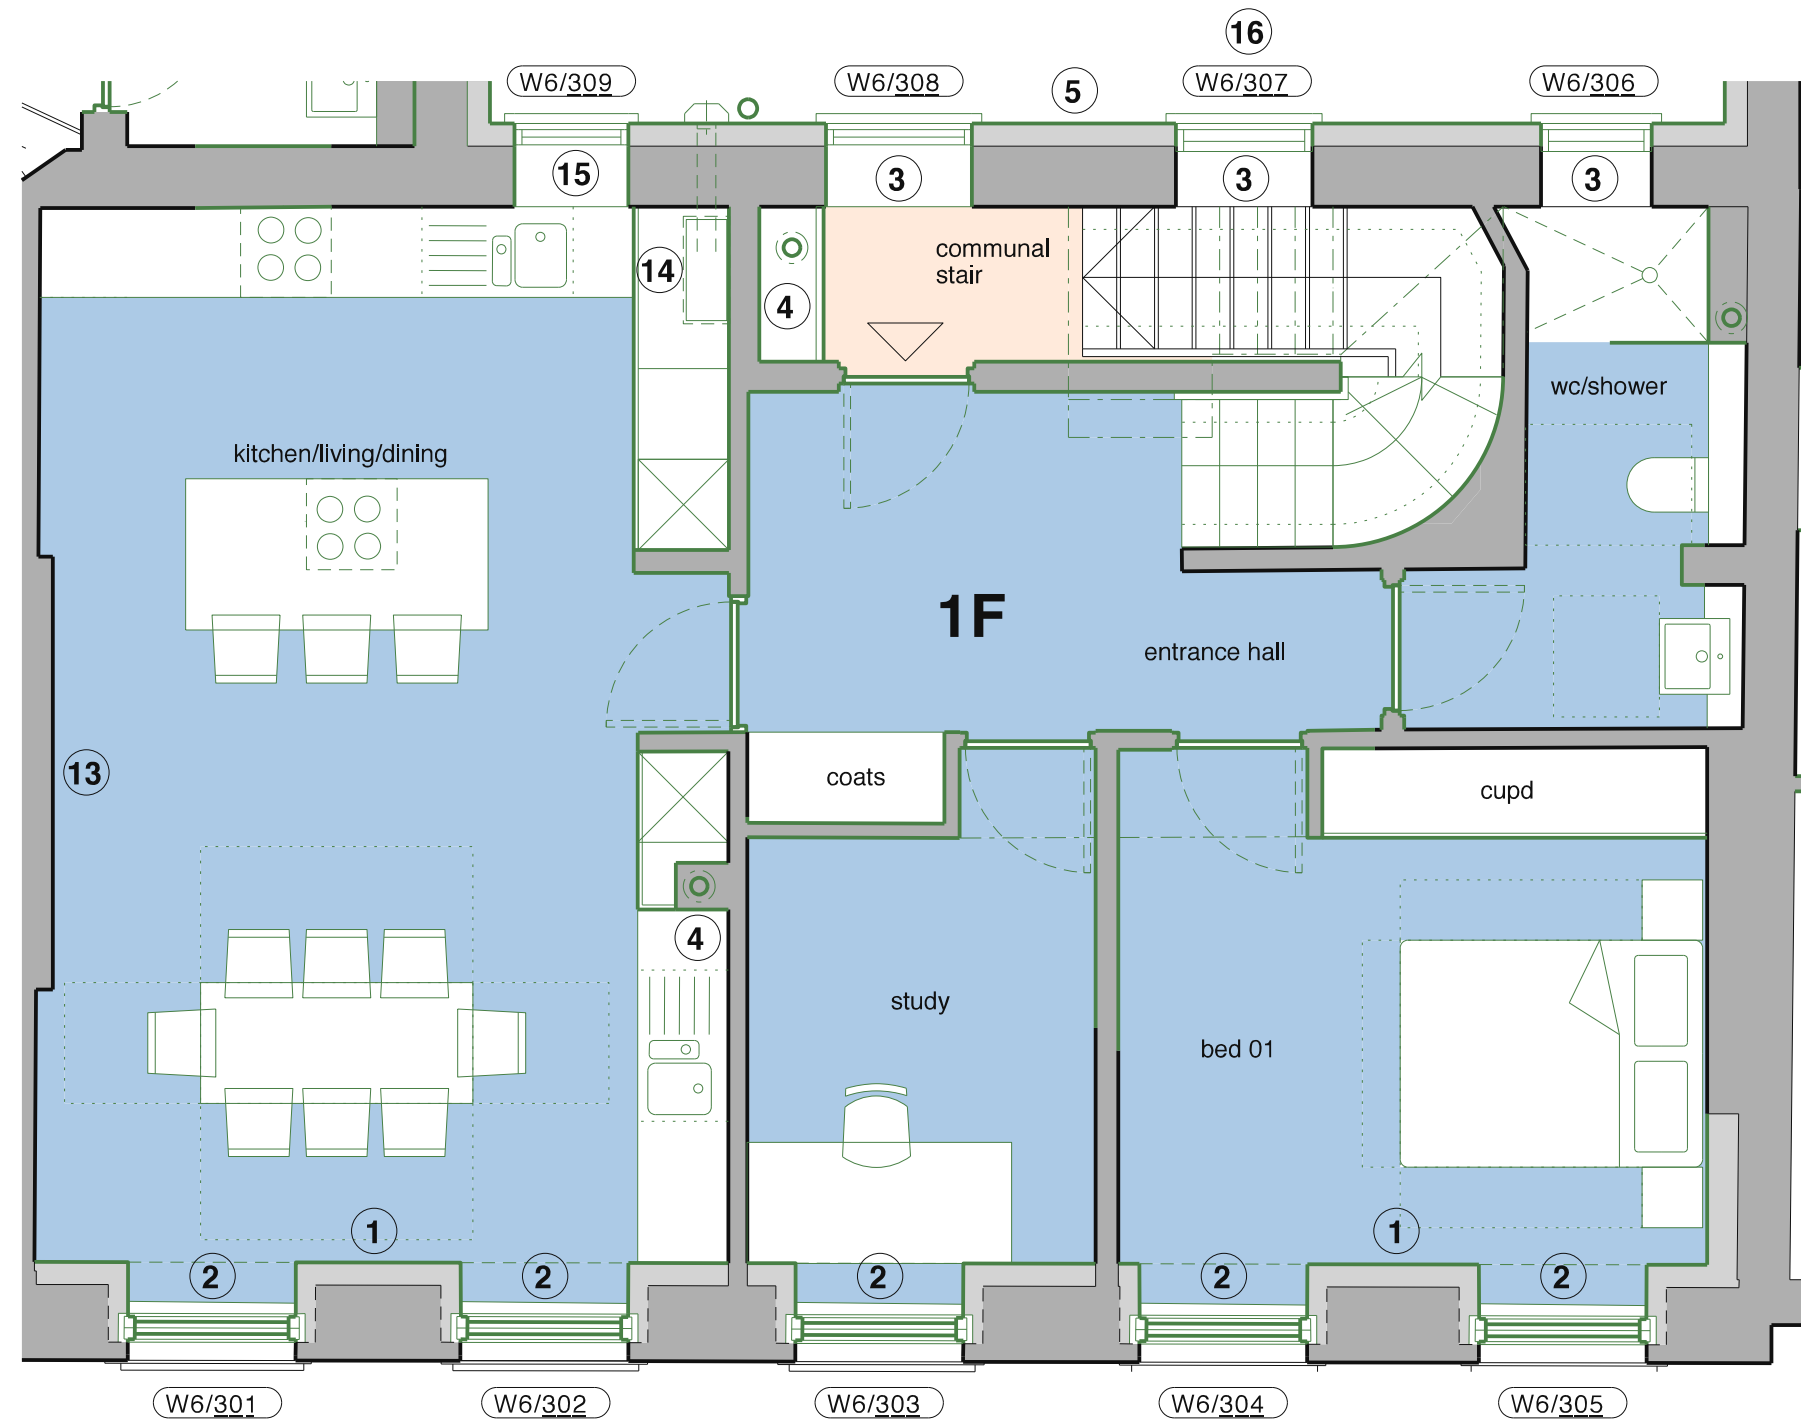 16
W6/309
W6/308
5
W6/307
W6/306
15
3
3
3
communal
stair
14
4
wc/shower
kitchen/living/dining
1F
entrance hall
13
coats
cupd
4
study
bed 01
1
1
2
2
2
2
2
W6/301
W6/302
W6/303
W6/304
W6/305